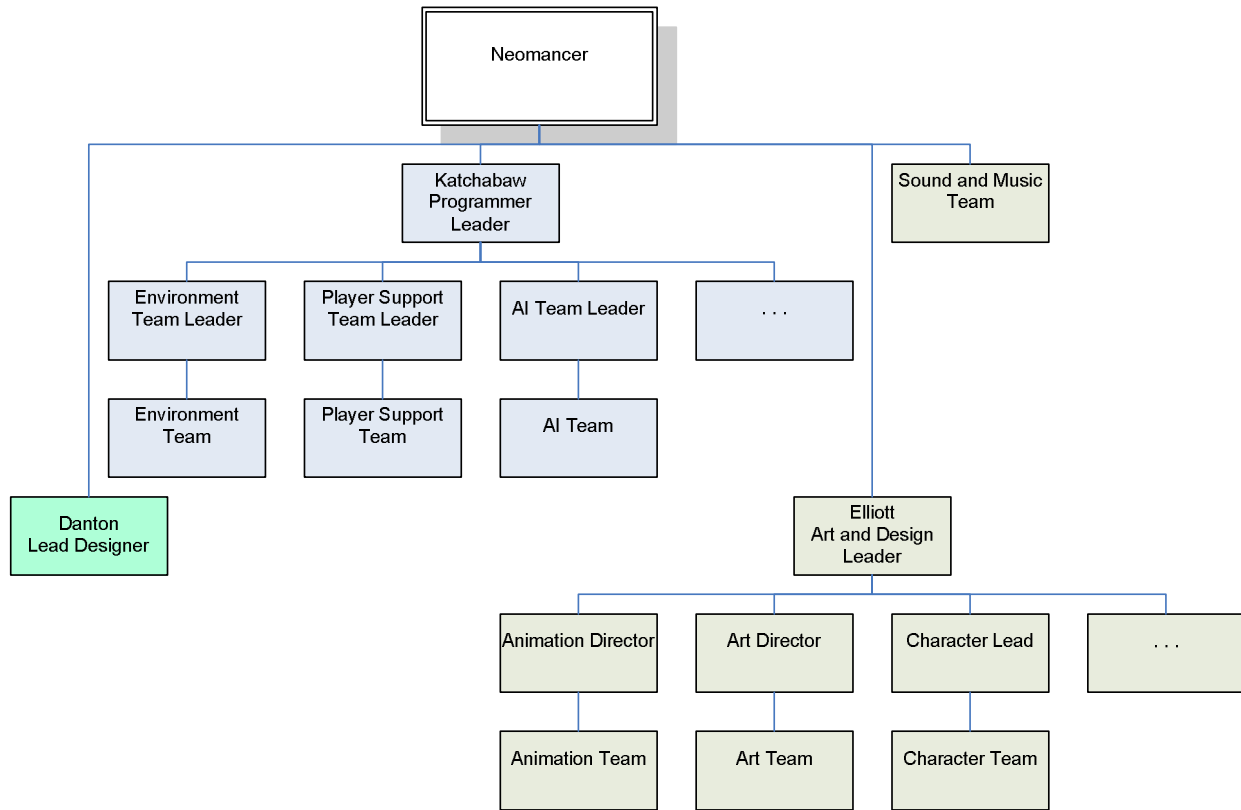 Neomancer
Katchabaw
Programmer
Leader
Sound and Music
Team
Environment
Team Leader
Player Support
Team Leader
AI Team Leader
. . .
Environment
Team
Player Support
Team
AI Team
Danton
Lead Designer
Elliott
Art and Design
Leader
Animation Director
Art Director
Character Lead
. . .
Animation Team
Art Team
Character Team